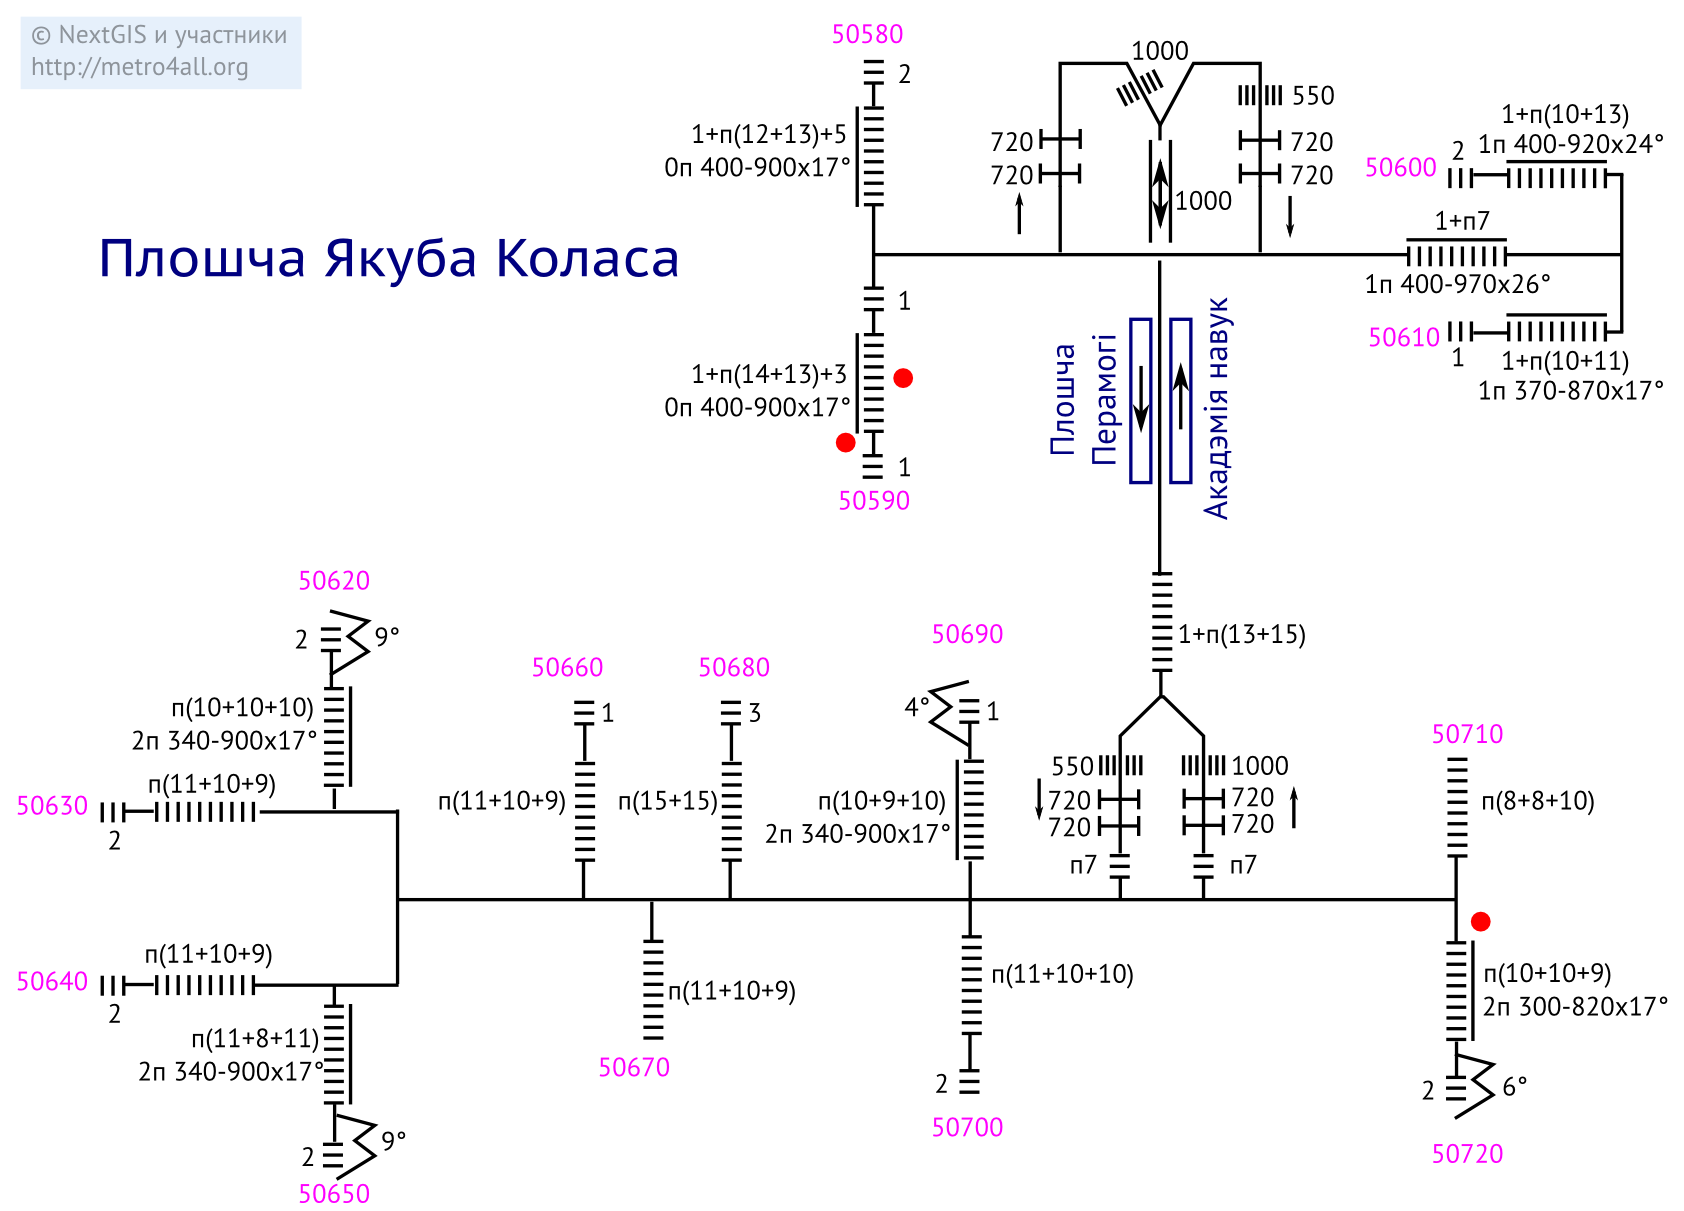 © NextGIS и участники
http://metro4all.org
50580
2
1+п(12+13)+5
0п 400-900x17°
1000
550
720
720
720
720
1000
1+п(10+13)
1п 400-920x24°
50600
2
1+п7
1п 400-970x26°
50610
1
1+п(10+11)
1п 370-870x17°
Плошча Якуба Коласа
1
1+п(14+13)+3
0п 400-900x17°
1
50590
Плошча
Перамогі
Акадэмія навук
50620
2
9°
п(10+10+10)
2п 340-900x17°
50630
2
п(11+10+9)
50640
2
п(11+10+9)
п(11+8+11)
2п 340-900x17°
2
9°
50650
50660
1
п(11+10+9)
50680
3
п(15+15)
п(11+10+9)
50670
50690
4°
1
п(10+9+10)
2п 340-900x17°
п(11+10+10)
2
50700
1+п(13+15)
550
1000
720
720
720
720
п7
п7
50710
п(8+8+10)
п(10+10+9)
2п 300-820x17°
2
6°
50720